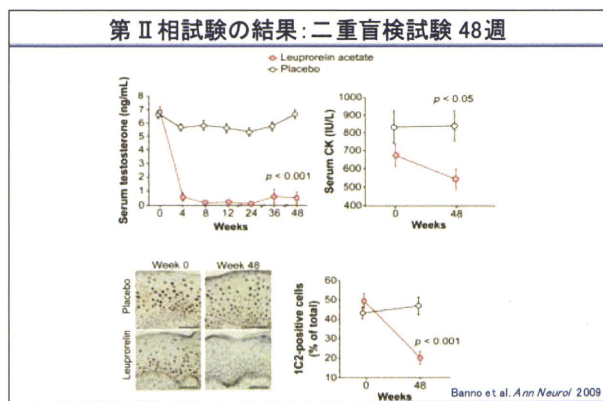 第Ⅱ相試験の結果:二重盲検試験 48週
Leuprorelin acetate
Placebo
Serum testosterone (ng/mL)
8
7
6
5
4
3
2
1
0
p < 0.001
0 4 8 12 24 36 48
Weeks
Serum CK (IU/L)
1000
900
800
700
600
500
400
p < 0.05
0 48
Weeks
Week 0 Week 48
Placebo
Leuprorelin
1C2-positive cells
(% of total)
60
50
40
30
20
10
p < 0.001
0 48
Weeks
Banno et al. Ann Neurol 2009